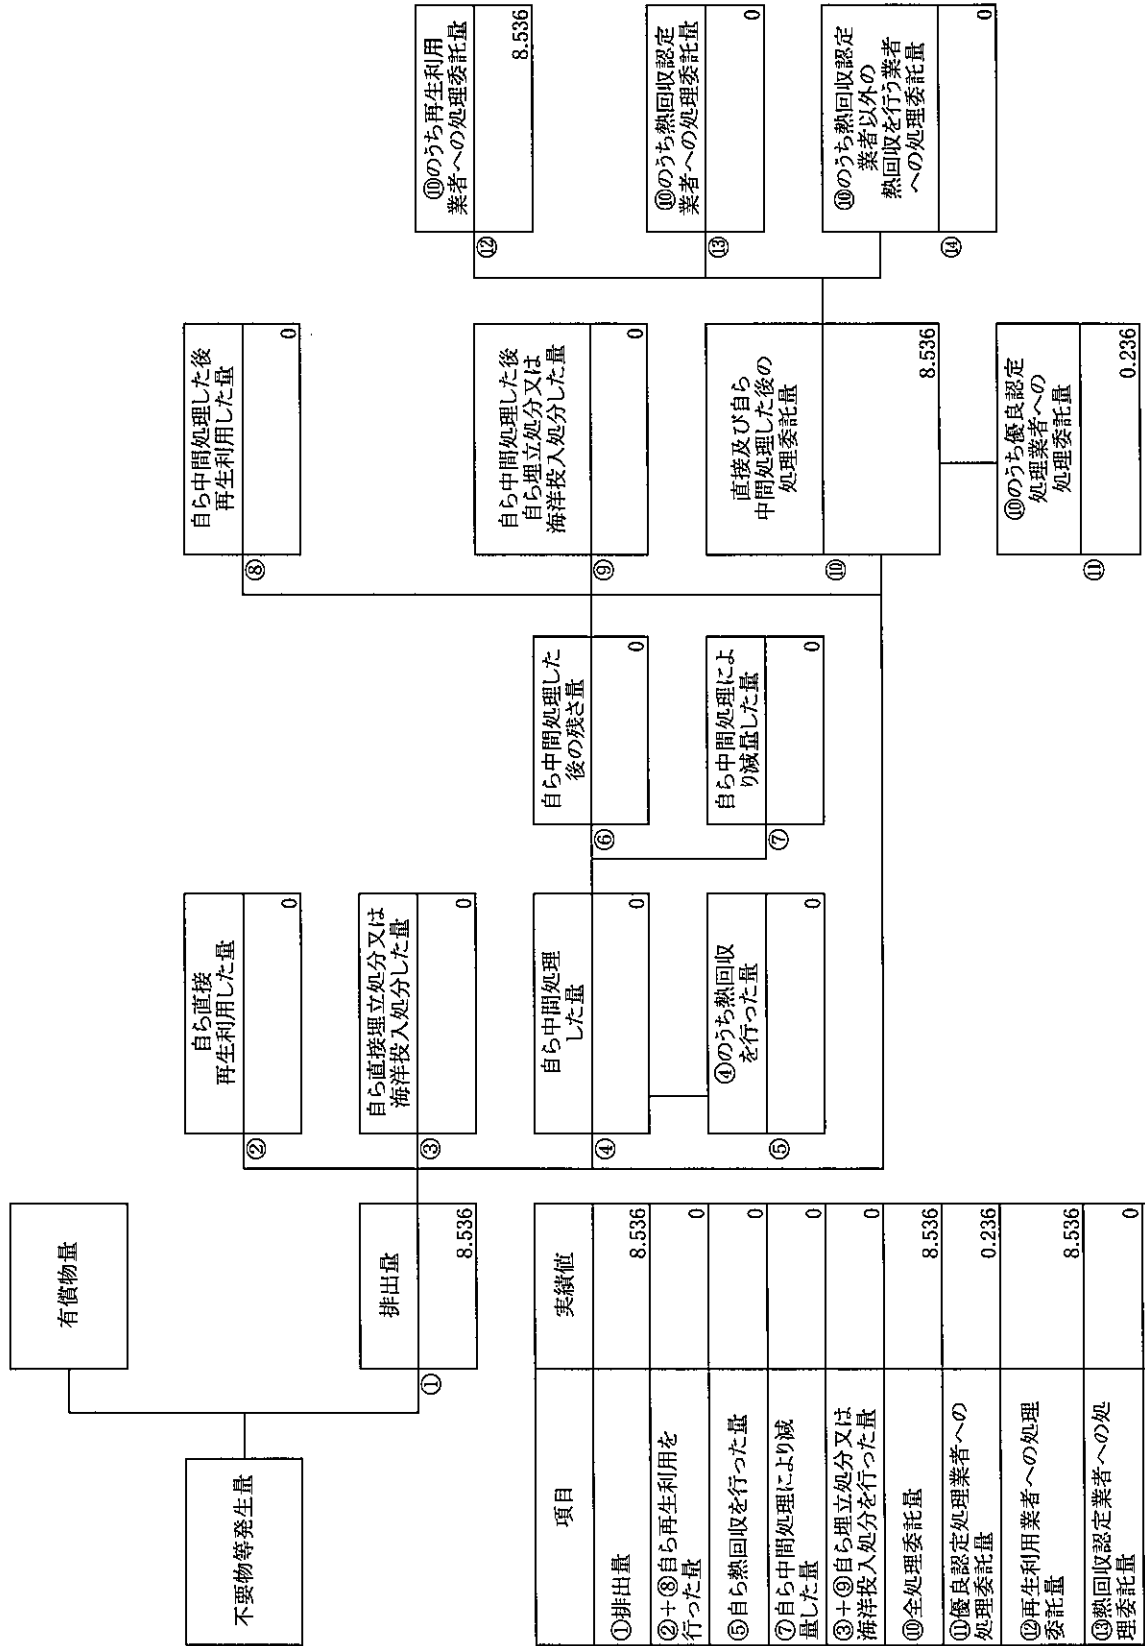 不要物等発生量
有償物量
排出量
①
8.536
自ら直接
再生利用した量
②
0
自ら直接埋立処分又は
海洋投入処分した量
③
0
自ら中間処理
した量
④
0
④のうち熱回収
を行った量
⑤
0
自ら中間処理した
後の残さ量
⑥
0
自ら中間処理によ
り減量した量
⑦
0
自ら中間処理した後
再生利用した量
⑧
0
自ら中間処理した後
自ら埋立処分又は
海洋投入処分した量
⑨
0
直接及び自ら
中間処理した後の
処理委託量
⑩
8.536
⑩のうち優良認定
処理業者への
処理委託量
⑪
0.236
⑩のうち再生利用
業者への処理委託量
⑫
8.536
⑩のうち熱回収認定
業者への処理委託量
⑬
0
⑩のうち熱回収認定
業者以外の
熱回収を行う業者
への処理委託量
⑭
0
項目 実績値
①排出量 8.536
②+⑧自ら再生利用を
行った量 0
⑤自ら熱回収を行った量 0
⑦自ら中間処理により減
量した量 0
③+⑨自ら埋立処分又は
海洋投入処分を行った量 0
⑩全処理委託量 8.536
⑪優良認定処理業者への
処理委託量 0.236
⑫再生利用業者への処理
委託量 8.536
⑬熱回収認定業者への処
理委託量 0